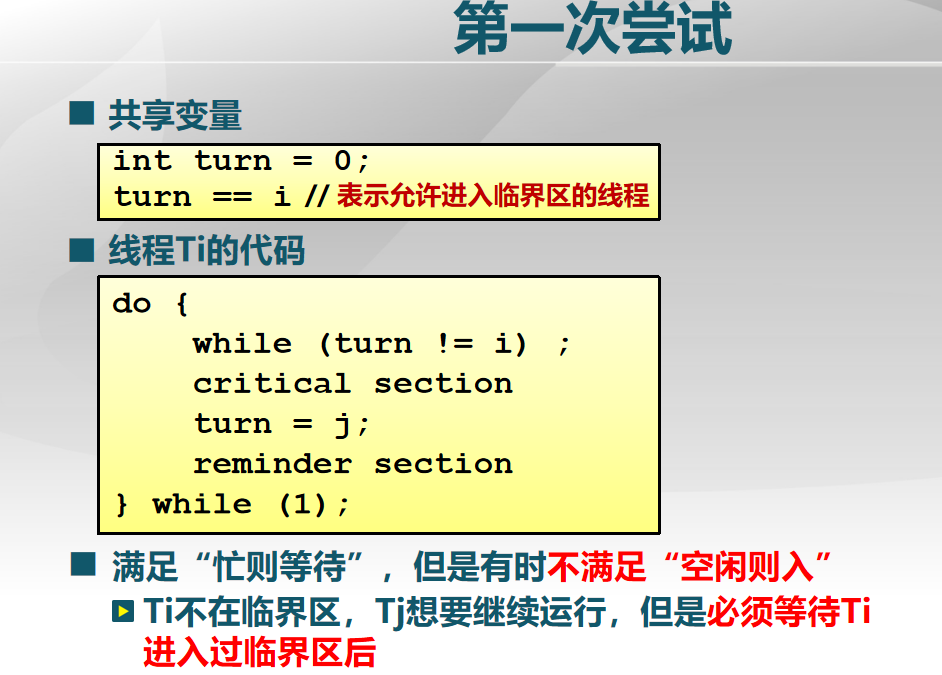 第一次尝试
共享变量
int turn = 0;
turn == i // 表示允许进入临界区的线程
线程Ti的代码
do {
while (turn != i) ;
critical section
turn = j;
reminder section
} while (1);
满足“忙则等待”，但是有时不满足“空闲则入”
Ti不在临界区，Tj想要继续运行，但是必须等待Ti
进入过临界区后